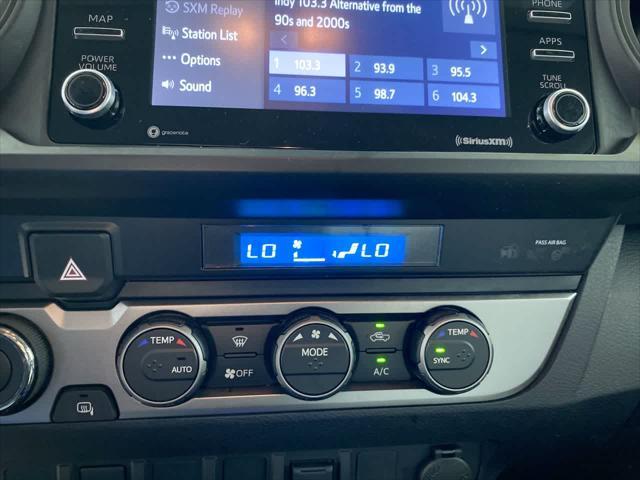 SXM Replay
Indy 103.3 Alternative from the
90s and 2000s
Station List
Options
Sound
1 103.3 2 93.9 3 95.5
4 96.3 5 98.7 6 104.3
MAP
POWER
VOLUME
PHONE
APPS
TUNE
SCROLL
gracenote
((SiriusXM))
LO LO
PASS AIR BAG
TEMP
AUTO
OFF
MODE
A/C
TEMP
SYNC